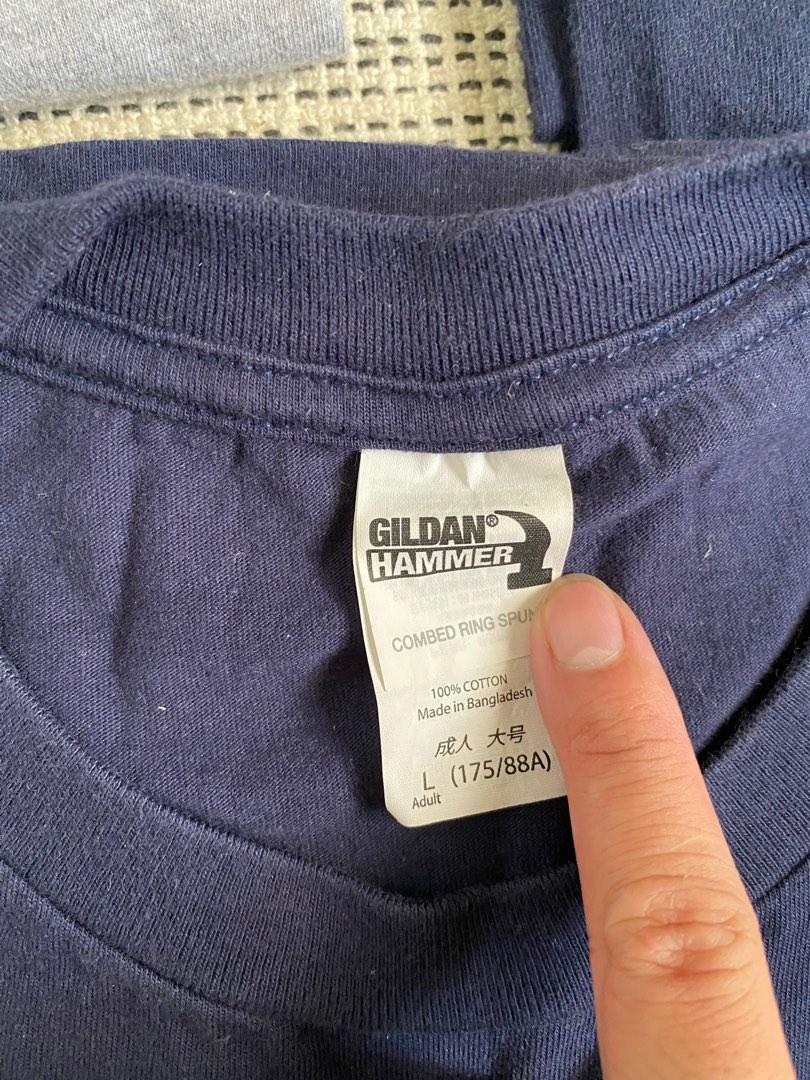 GILDAN®
HAMMER
COMBED RING SPUN
100% COTTON
Made in Bangladesh
成人 大号
L (175/88A)
Adult